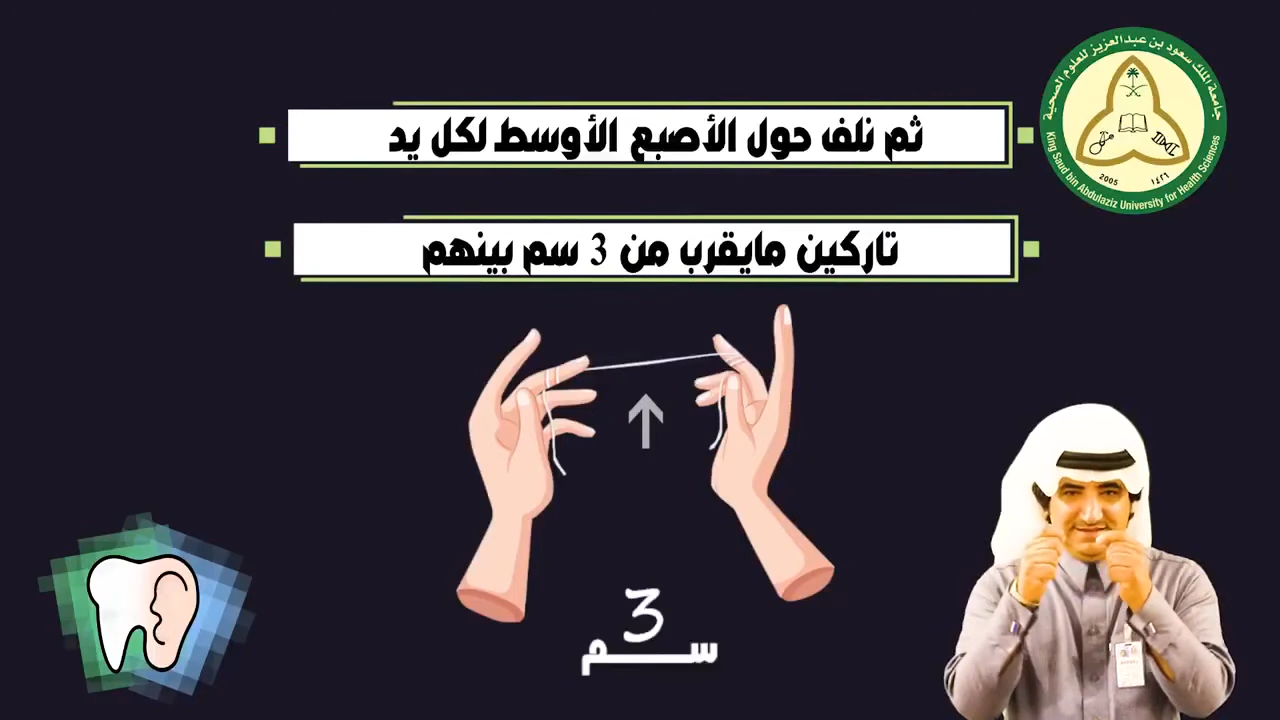 ثم نلف حول الأصبع الأوسط لكل يد
تاركين مايقرب من 3 سم بينهم
جامعة الملك سعود بن عبدالعزيز للعلوم الصحية
2005 ١٤٢٦
King Saud bin Abdulaziz University for Health Sciences
3
سم